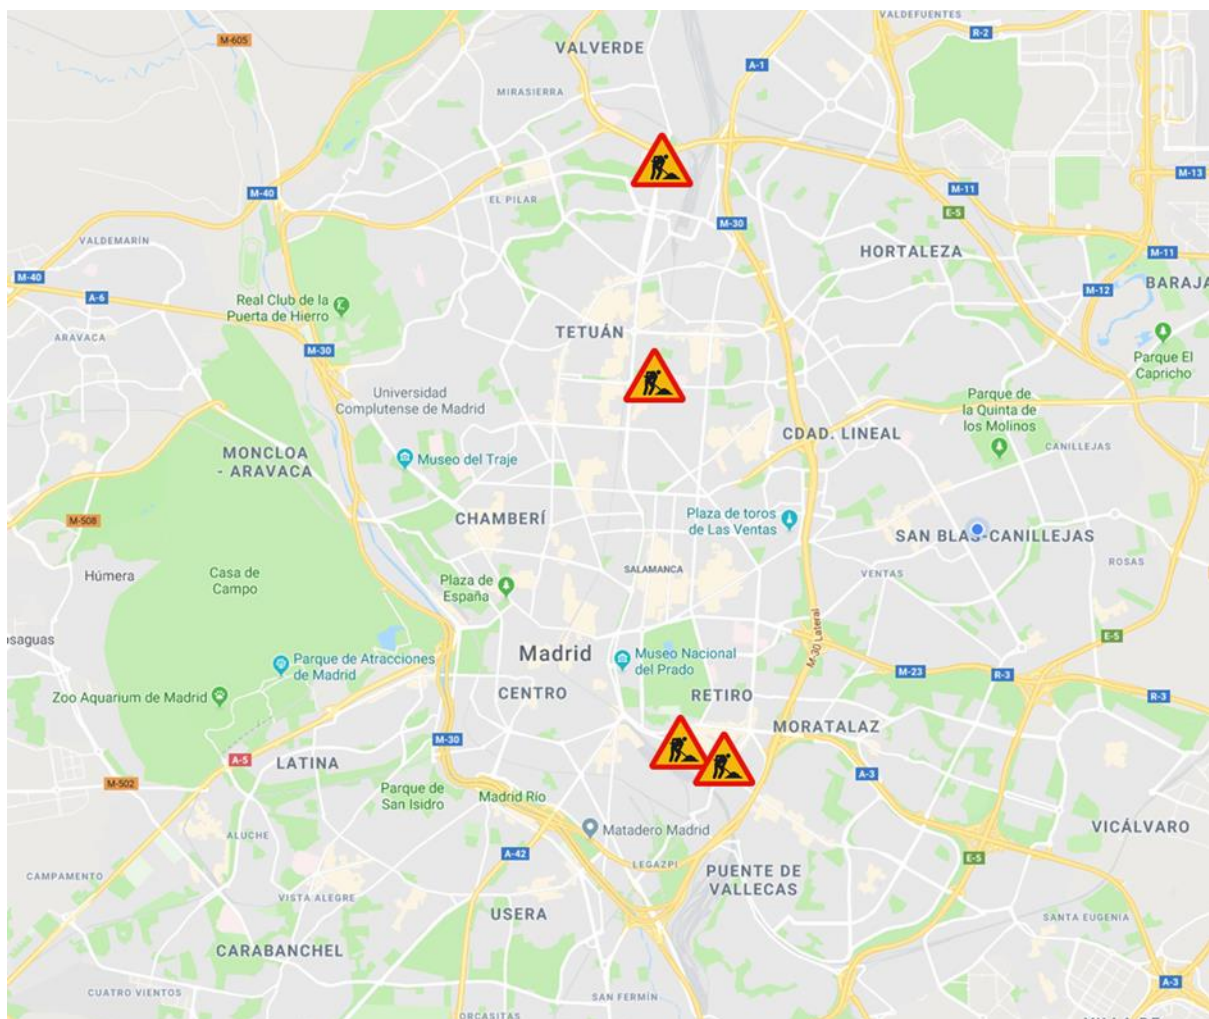 VALDEFUENTES
M-605
R-2
VALVERDE
A-1
MIRASIERRA
M-13
M-40
M-11
EL PILAR
E-5
M-30
VALDEMARÍN
HORTALEZA
M-11
M-40
BARAJA
A-6
M-12
Real Club de la
Puerta de Hierro
TETUÁN
ARAVACA
M-30
Parque El
Capricho
Universidad
Complutense de Madrid
Parque de
la Quinta de
los Molinos
CDAD. LINEAL
CANILLEJAS
MONCLOA
- ARAVACA
Museo del Traje
Plaza de toros
de Las Ventas
CHAMBERÍ
M-508
SAN BLAS-CANILLEJAS
ROSAS
SALAMANCA
VENTAS
Húmera
Casa de
Campo
Plaza de
España
M-30 Lateral
osaguas
E-5
Madrid
Museo Nacional
del Prado
Parque de Atracciones
de Madrid
M-23
R-3
R-3
Zoo Aquarium de Madrid
CENTRO
RETIRO
MORATALAZ
M-30
A-5
LATINA
A-3
M-502
Parque de
San Isidro
Madrid Río
Matadero Madrid
VICÁLVARO
ALUCHE
A-42
LEGAZPI
E-5
CAMPAMENTO
PUENTE DE
VALLECAS
VISTA ALEGRE
USERA
SANTA EUGENIA
CARABANCHEL
A-3
CUATRO VIENTOS
SAN FERMÍN
ORCASITAS